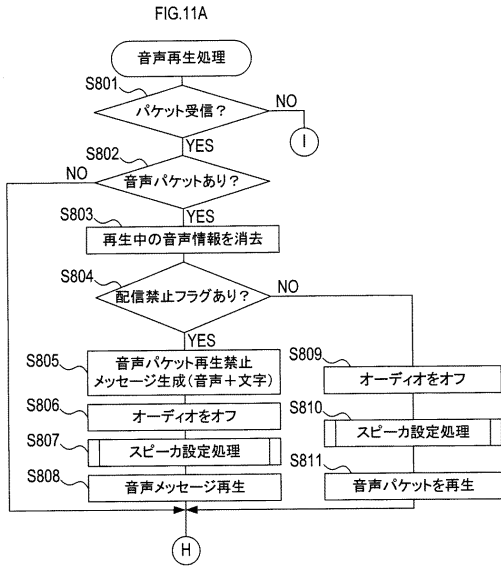 FIG.11A
音声再生処理
S801
パケット受信？
NO
I
YES
S802
NO
音声パケットあり？
YES
S803
再生中の音声情報を消去
S804
配信禁止フラグあり？
NO
YES
S805
音声パケット再生禁止
メッセージ生成(音声＋文字)
S806
オーディオをオフ
S807
スピーカ設定処理
S808
音声メッセージ再生
S809
オーディオをオフ
S810
スピーカ設定処理
S811
音声パケットを再生
H